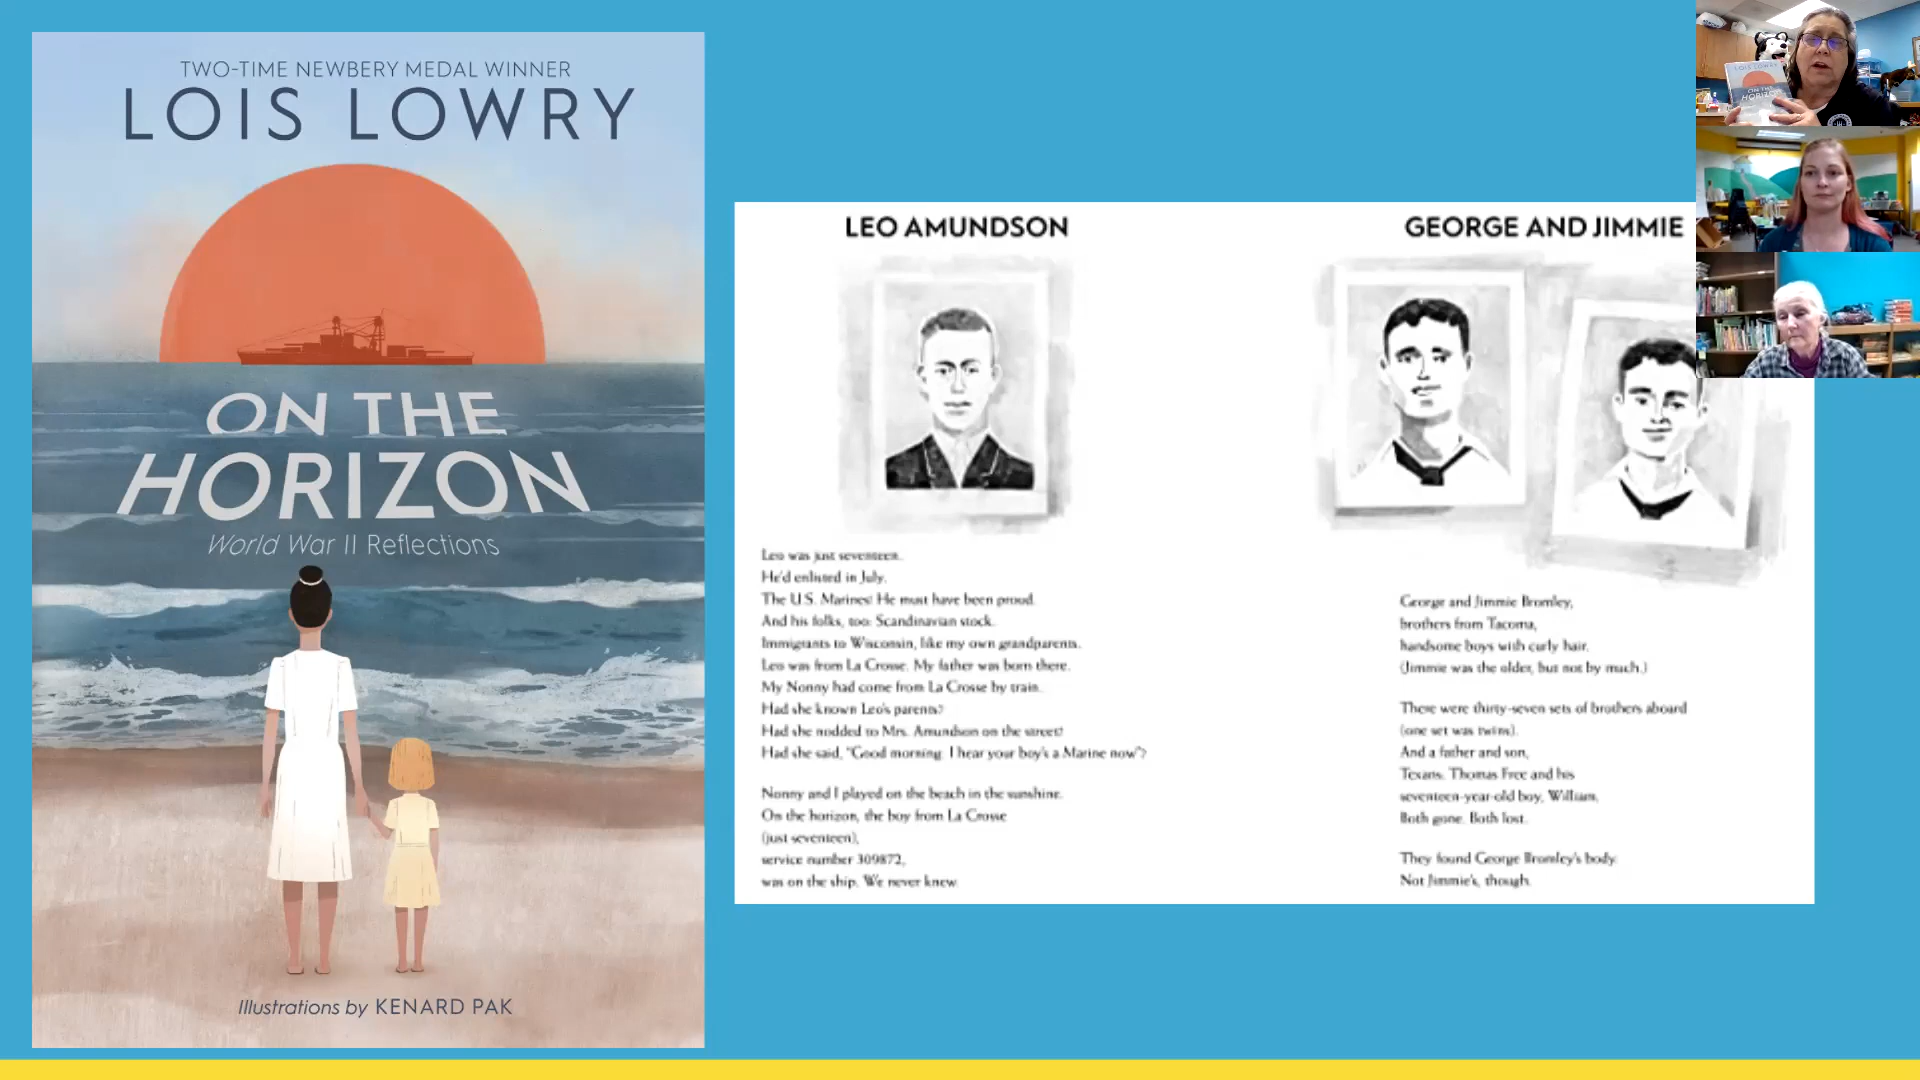 TWO-TIME NEWBERY MEDAL WINNER
LOIS LOWRY
ON THE
HORIZON
World War II Reflections
Illustrations by KENARD PAK
LEO AMUNDSON
Leo was just seventeen.
He'd enlisted in July.
The U.S. Marines! He must have been proud.
And his folks, too: Scandinavian stock.
Immigrants to Wisconsin, like my own grandparents.
Leo was from La Crosse. My father was born there.
My Nonny had come from La Crosse by train.
Had she known Leo's parents?
Had she nodded to Mrs. Amundson on the street?
Had she said, "Good morning. I hear your boy's a Marine now"?
Nonny and I played on the beach in the sunshine.
On the horizon, the boy from La Crosse
(just seventeen),
service number 309872,
was on the ship. We never knew.
GEORGE AND JIMMIE
George and Jimmie Bromley,
brothers from Tacoma,
handsome boys with curly hair.
(Jimmie was the older, but not by much.)
There were thirty-seven sets of brothers aboard
(one set was twins).
And a father and son,
Texans. Thomas Free and his
seventeen-year-old boy, William.
Both gone. Both lost.
They found George Bromley's body.
Not Jimmie's, though.
LOIS LOWRY
ON THE
HORIZON